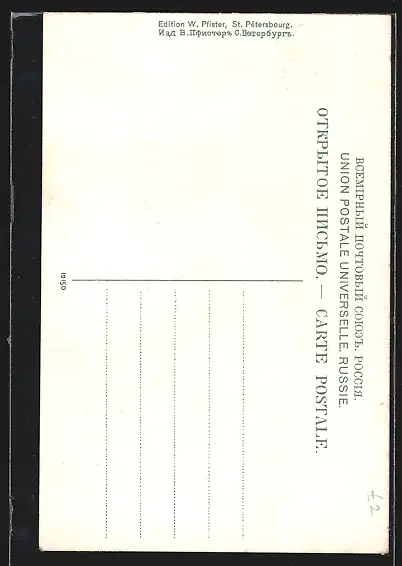 Edition W. Pfister, St. Pétersbourg.
Изд В.Пфистеръ С.Петербургъ.
ВСЕМІРНЫЙ ПОЧТОВЫЙ СОЮЗЪ. РОССІЯ.
UNION POSTALE UNIVERSELLE. RUSSIE.
ОТКРЫТОЕ ПИСЬМО. — CARTE POSTALE.
12150
£2